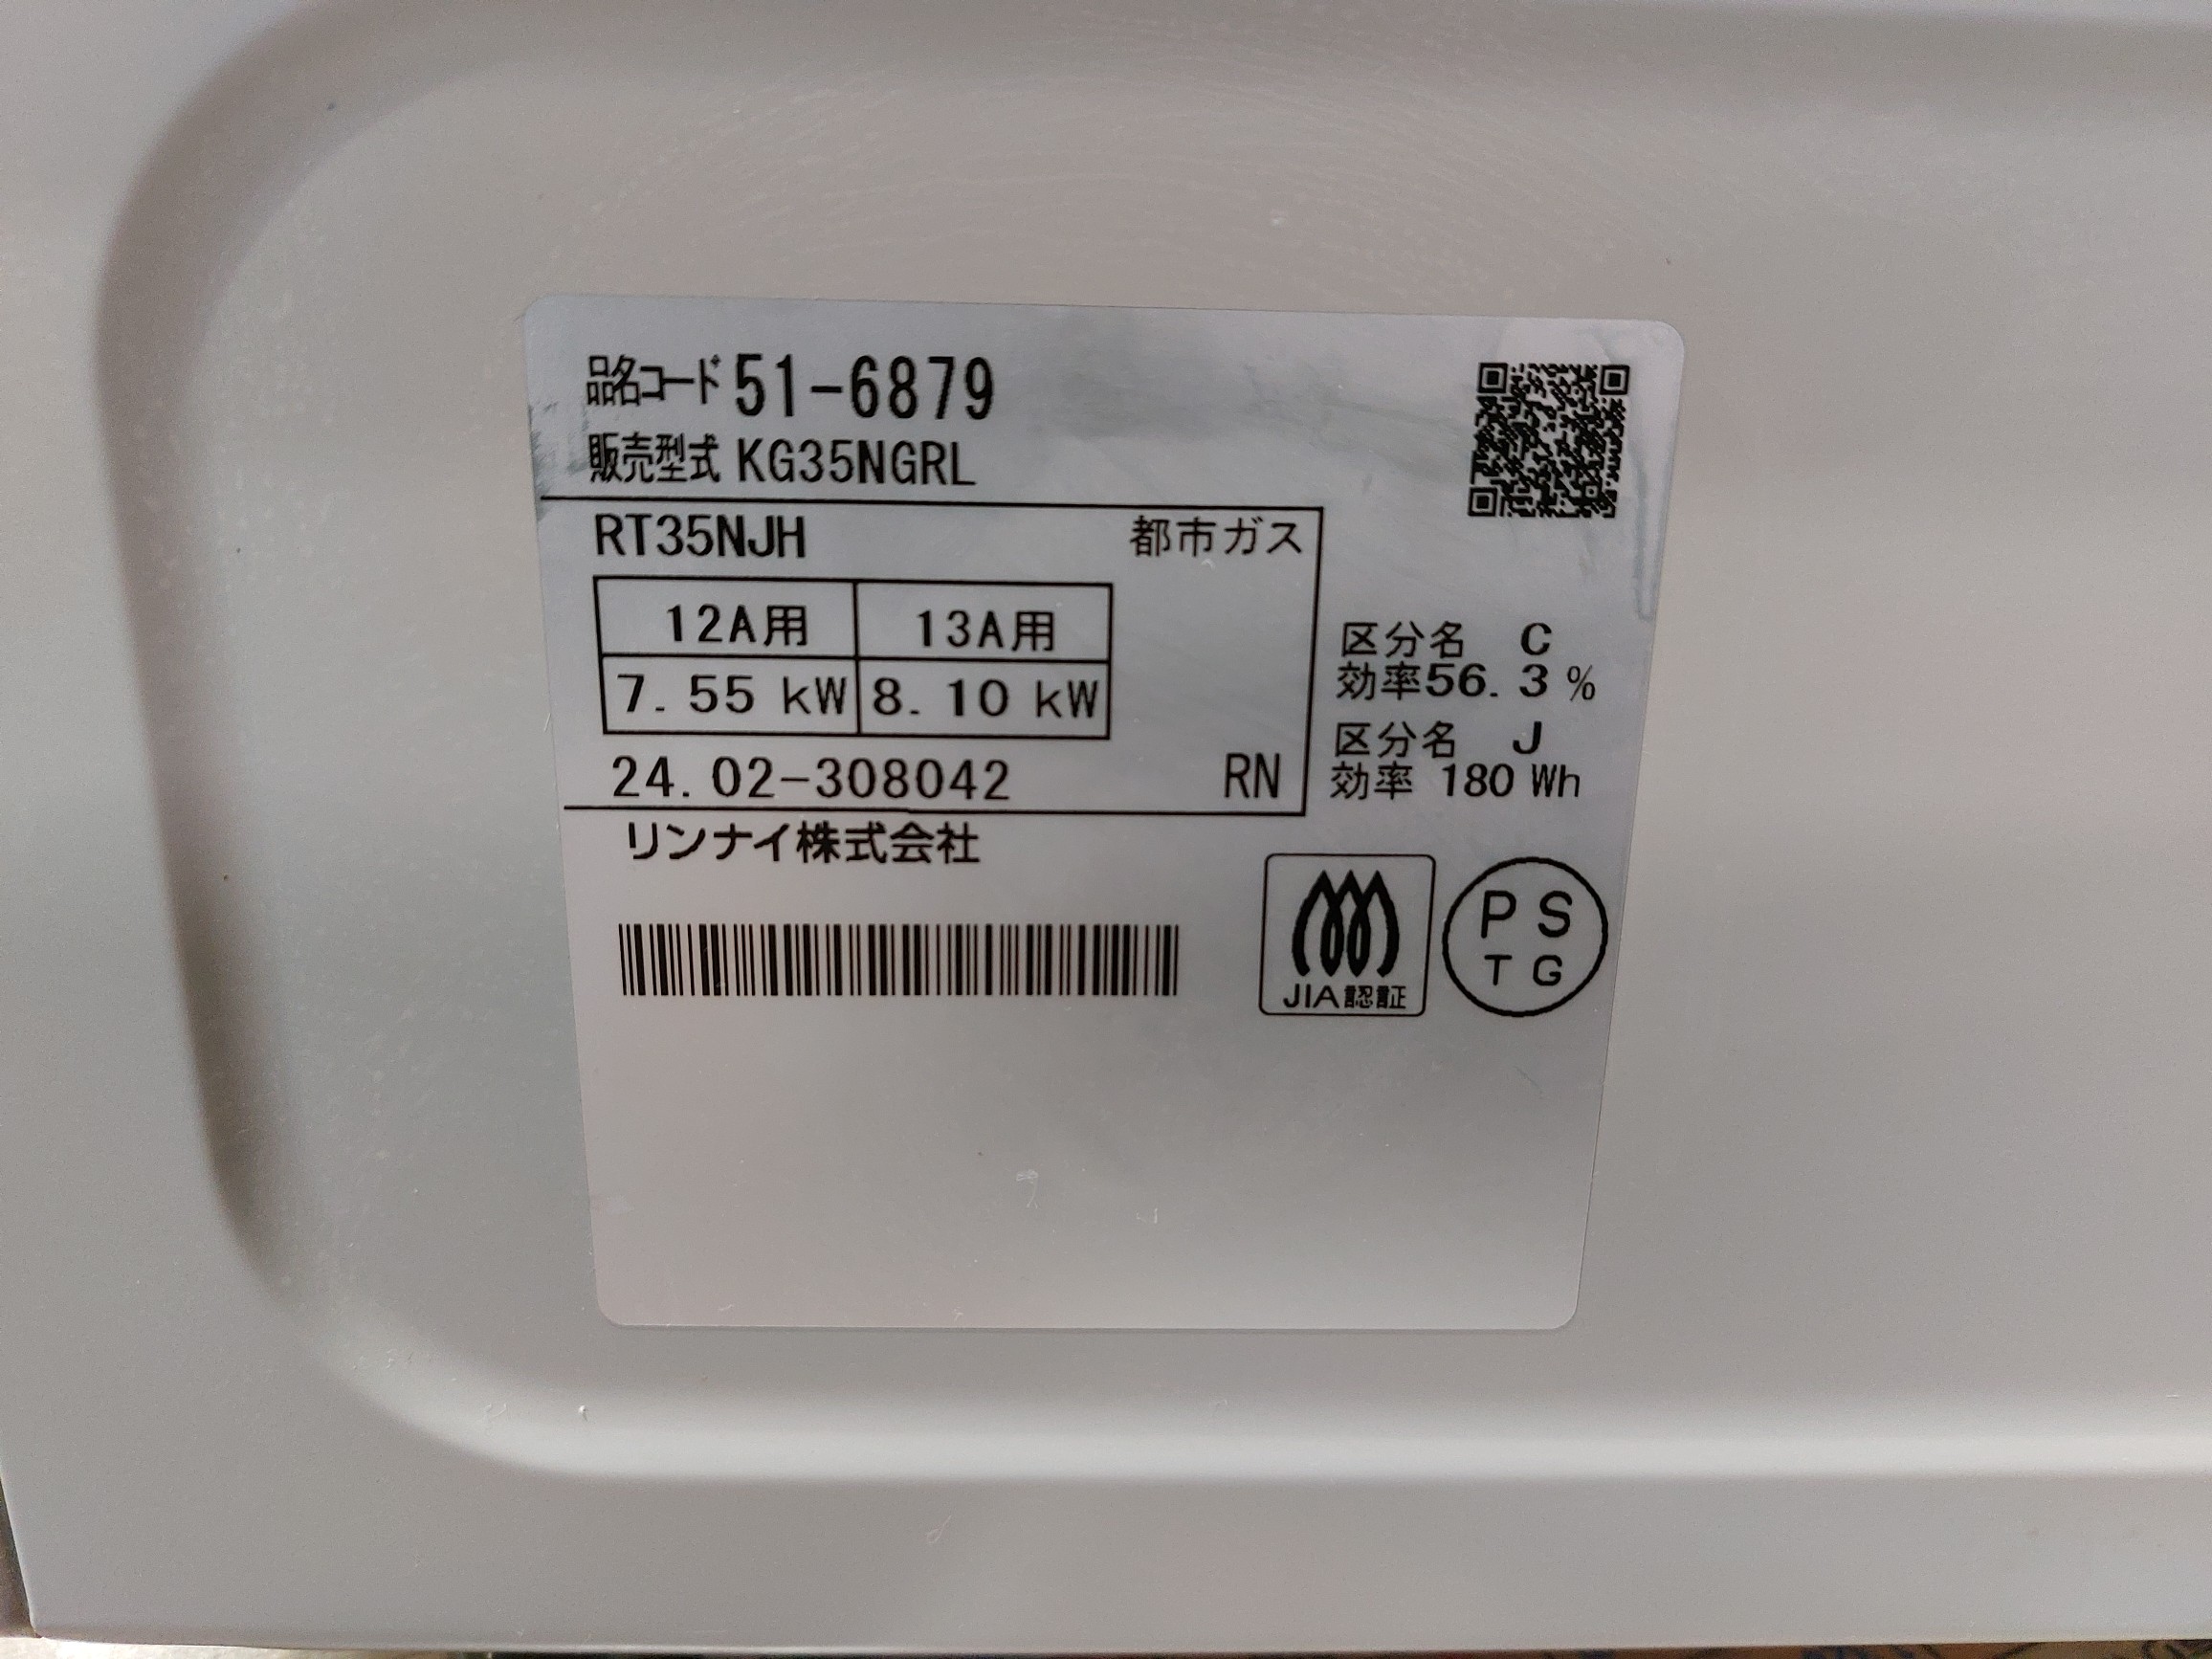 品名コード 51-6879
販売型式 KG35NGRL
RT35NJH 都市ガス
12A用 13A用
7.55 kW 8.10 kW
24.02-308042 RN
区分名 C
効率56.3%
区分名 J
効率 180 Wh
リンナイ株式会社
JIA認証
PS
TG